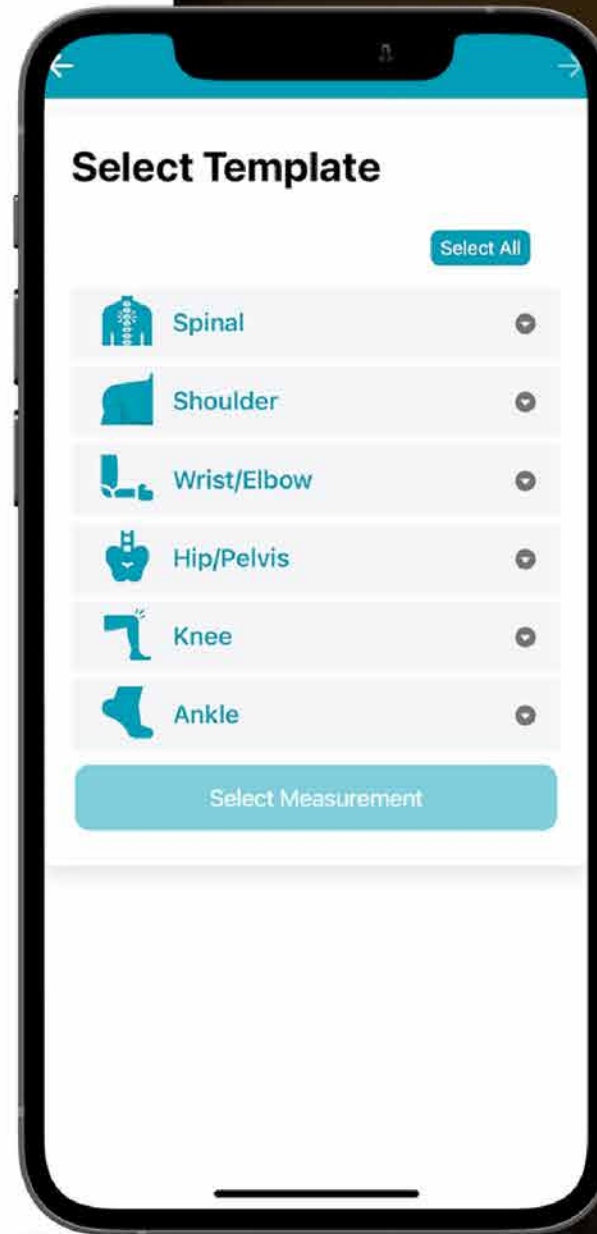 Select Template
Select All
Spinal
Shoulder
Wrist/Elbow
Hip/Pelvis
Knee
Ankle
Select Measurement